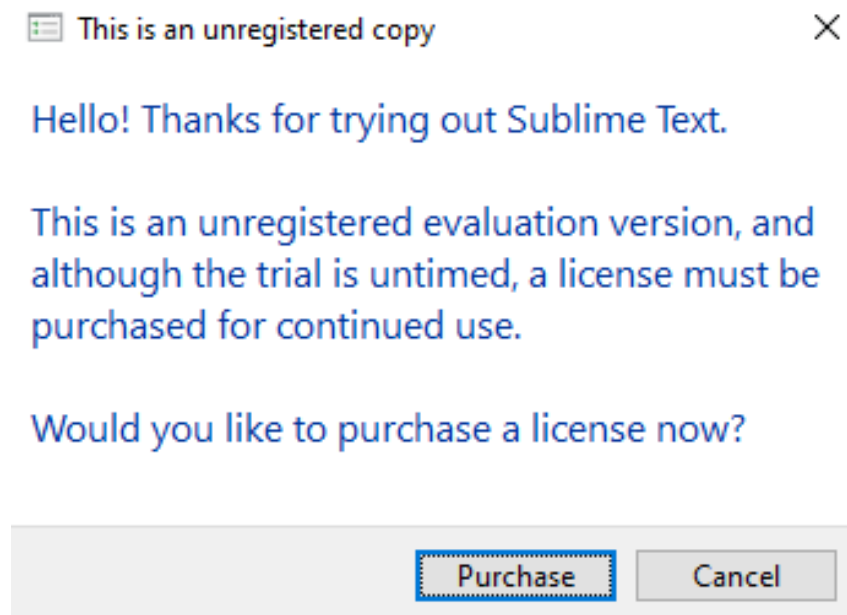 This is an unregistered copy
Hello! Thanks for trying out Sublime Text.
This is an unregistered evaluation version, and
although the trial is untimed, a license must be
purchased for continued use.
Would you like to purchase a license now?
Purchase Cancel